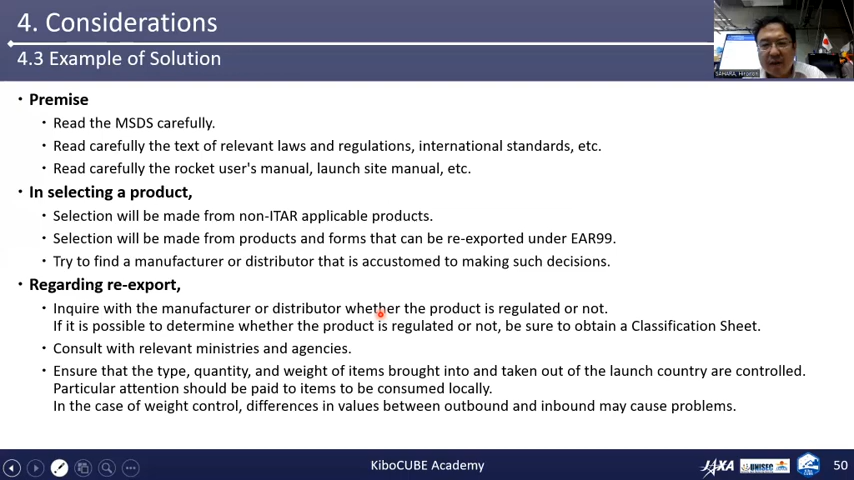 4. Considerations
4.3 Example of Solution
SAHARA, Hironori
• Premise
• Read the MSDS carefully.
• Read carefully the text of relevant laws and regulations, international standards, etc.
• Read carefully the rocket user's manual, launch site manual, etc.
• In selecting a product,
• Selection will be made from non-ITAR applicable products.
• Selection will be made from products and forms that can be re-exported under EAR99.
• Try to find a manufacturer or distributor that is accustomed to making such decisions.
• Regarding re-export,
• Inquire with the manufacturer or distributor whether the product is regulated or not.
If it is possible to determine whether the product is regulated or not, be sure to obtain a Classification Sheet.
• Consult with relevant ministries and agencies.
• Ensure that the type, quantity, and weight of items brought into and taken out of the launch country are controlled.
Particular attention should be paid to items to be consumed locally.
In the case of weight control, differences in values between outbound and inbound may cause problems.
KiboCUBE Academy
JAXA
UNISEC
50